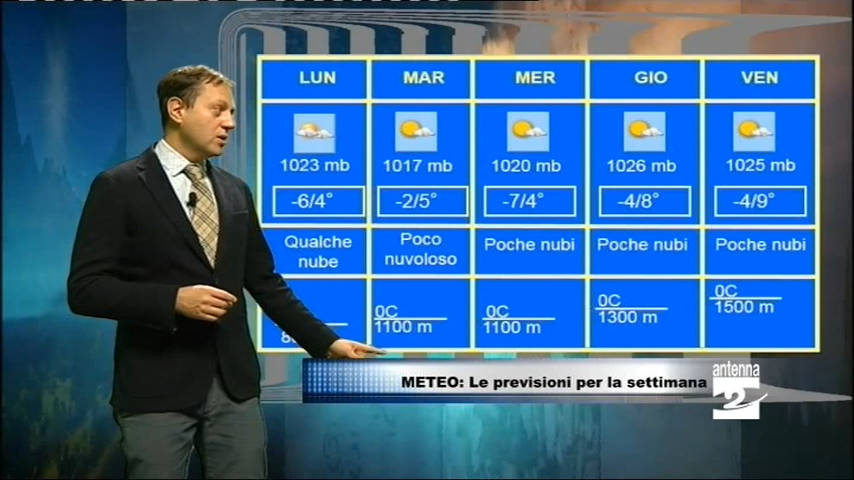 LUN MAR MER GIO VEN
1023 mb 1017 mb 1020 mb 1026 mb 1025 mb
-6/4° -2/5° -7/4° -4/8° -4/9°
Qualche
nube
Poco
nuvoloso
Poche nubi Poche nubi Poche nubi
0C
1100 m
0C
1100 m
0C
1300 m
0C
1500 m
METEO: Le previsioni per la settimana
antenna
2